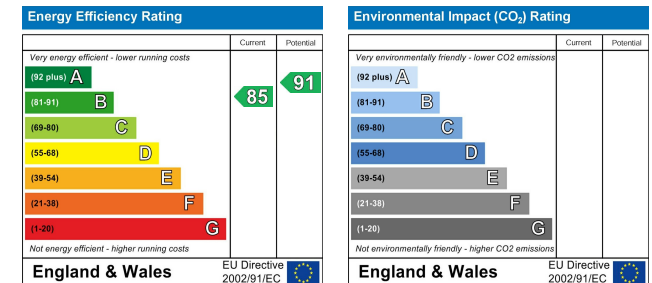 Energy Efficiency Rating
Current Potential
Very energy efficient - lower running costs
(92 plus) A
(81-91) B
(69-80) C
(55-68) D
(39-54) E
(21-38) F
(1-20) G
85
91
Not energy efficient - higher running costs
England & Wales
EU Directive
2002/91/EC
Environmental Impact (CO2) Rating
Current Potential
Very environmentally friendly - lower CO2 emissions
(92 plus) A
(81-91) B
(69-80) C
(55-68) D
(39-54) E
(21-38) F
(1-20) G
Not environmentally friendly - higher CO2 emissions
England & Wales
EU Directive
2002/91/EC